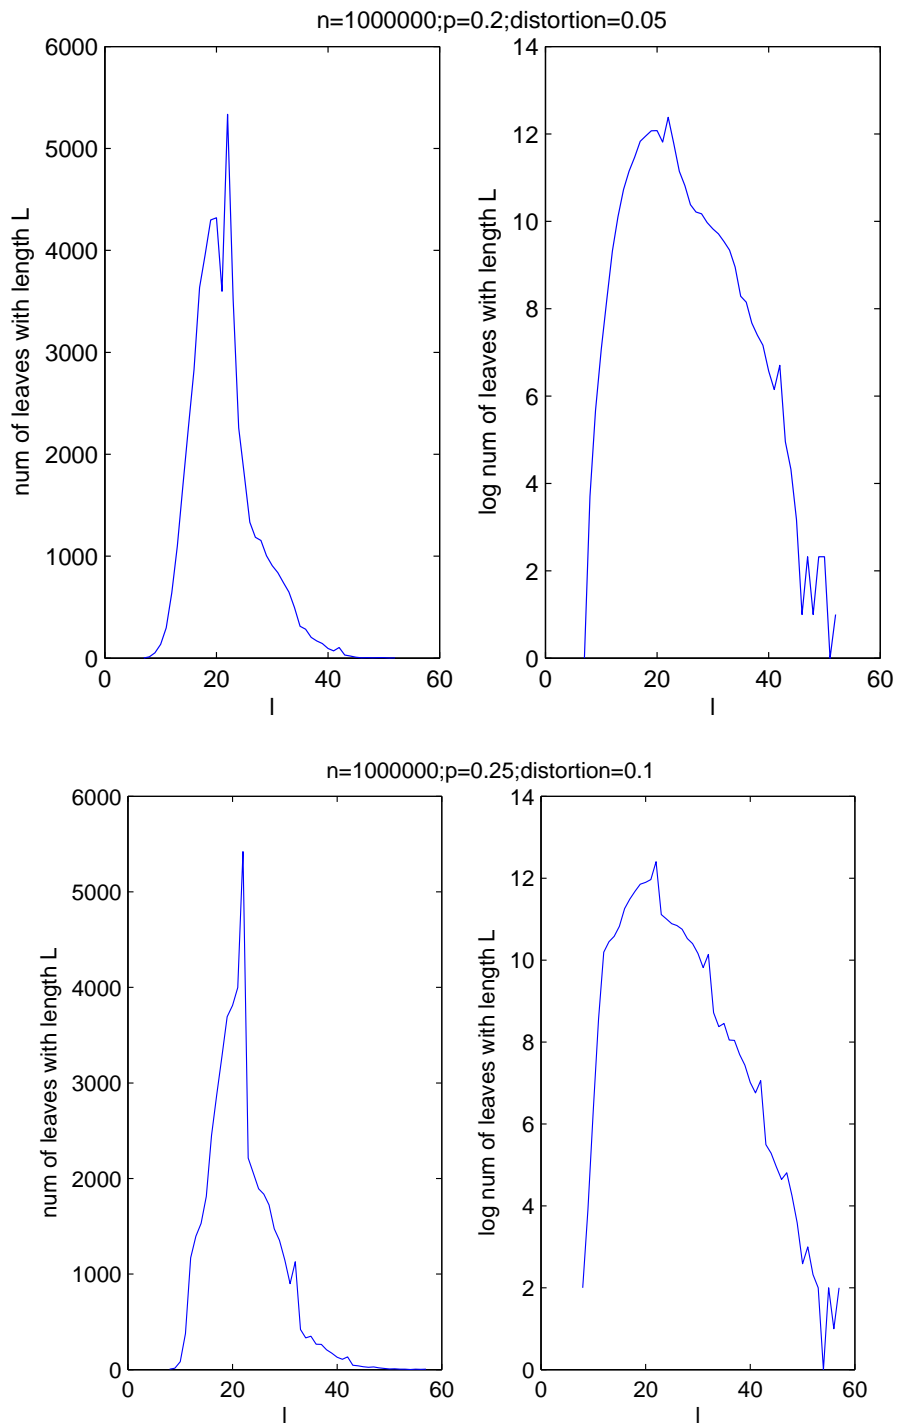 n=1000000;p=0.2;distortion=0.05
6000
5000
4000
3000
2000
1000
0
num of leaves with length L
0 20 40 60
l
14
12
10
8
6
4
2
0
log num of leaves with length L
0 20 40 60
l
n=1000000;p=0.25;distortion=0.1
6000
5000
4000
3000
2000
1000
0
num of leaves with length L
0 20 40 60
l
14
12
10
8
6
4
2
0
log num of leaves with length L
0 20 40 60
l